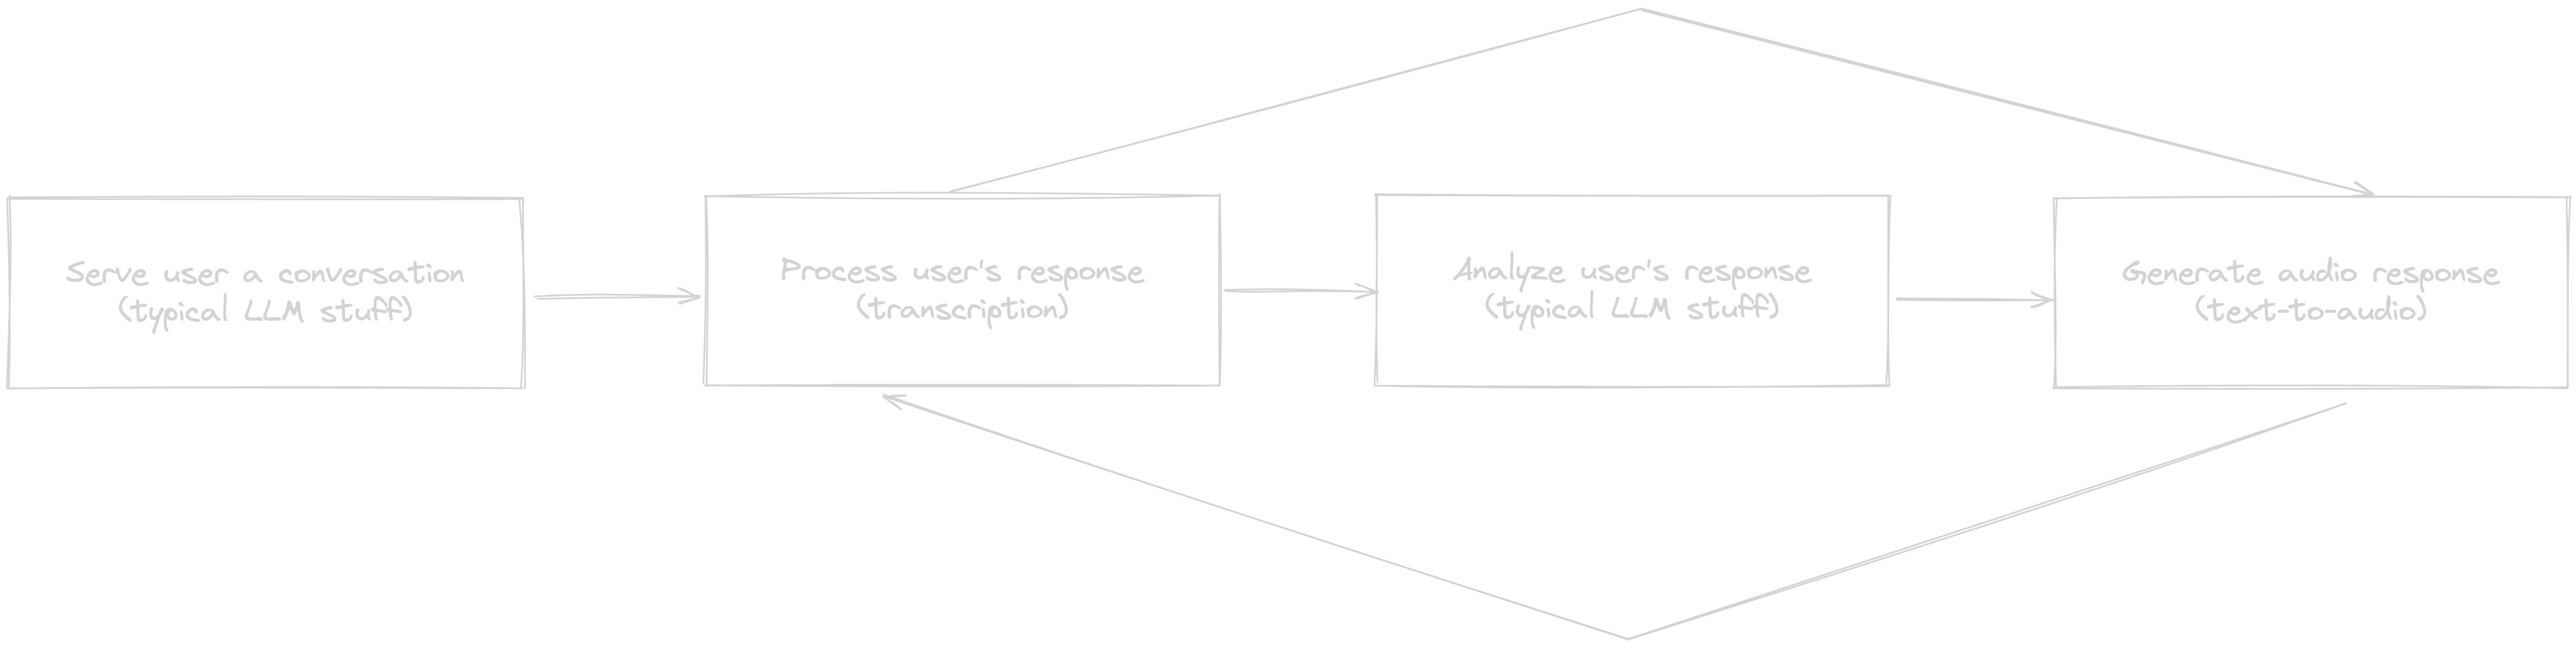 Serve user a conversation
(typical LLM stuff)
Process user's response
(transcription)
Analyze user's response
(typical LLM stuff)
Generate audio response
(text-to-audio)